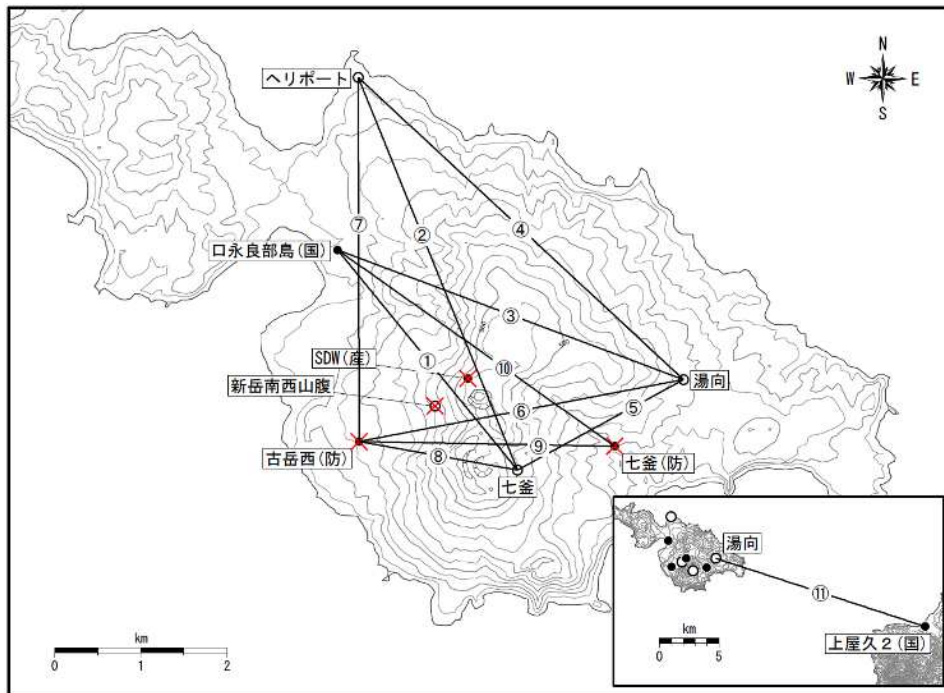 N
W E
S
ヘリポート
⑦
②
④
口永良部島(国)
③
SDW(産)
①
⑩
新岳南西山腹
湯向
⑥
⑤
古岳西(防)
⑧
⑨
七釜(防)
七釜
湯向
⑪
上屋久2(国)
km
0 1 2
km
0 5